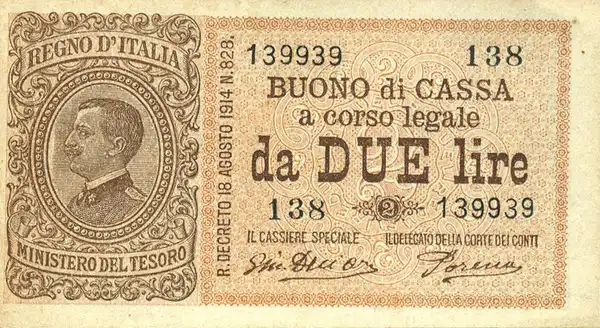 REGNO D'ITALIA
MINISTERO DEL TESORO
R. DECRETO 18 AGOSTO 1914 N. 828.
139939 138
BUONO di CASSA
a corso legale
da DUE lire
138 2 139939
IL CASSIERE SPECIALE IL DELEGATO DELLA CORTE DEI CONTI
Porena